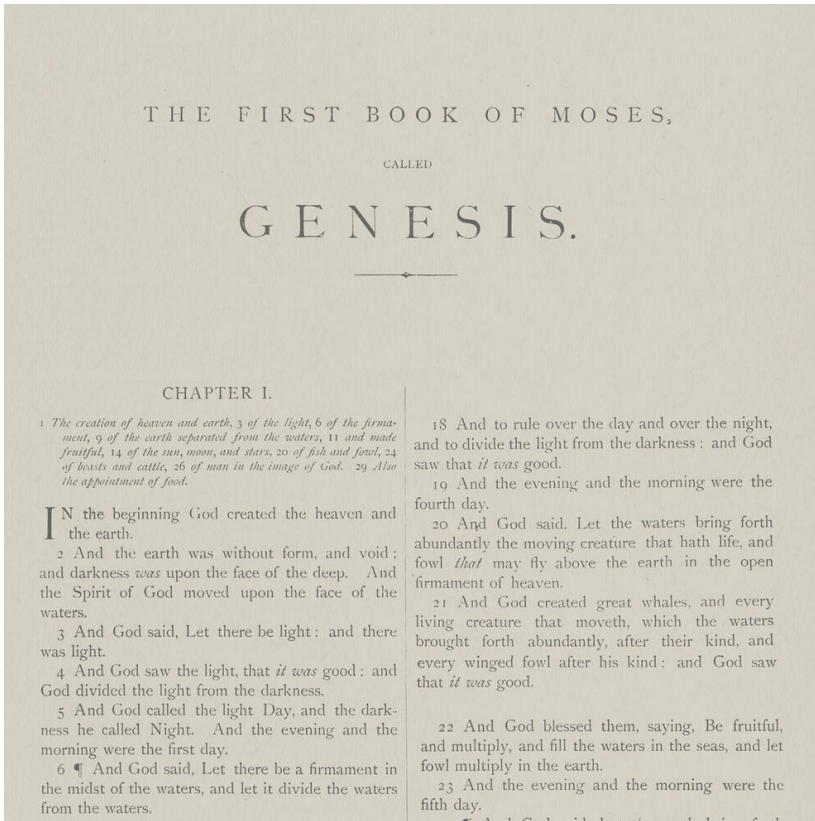 THE FIRST BOOK OF MOSES,
CALLED
GENESIS.
CHAPTER I.
1 The creation of heaven and earth, 3 of the light, 6 of the firma-
ment, 9 of the earth separated from the waters, 11 and made
fruitful, 14 of the sun, moon, and stars, 20 of fish and fowl, 24
of beasts and cattle, 26 of man in the image of God. 29 Also
the appointment of food.
IN the beginning God created the heaven and
the earth.
2 And the earth was without form, and void ;
and darkness was upon the face of the deep. And
the Spirit of God moved upon the face of the
waters.
3 And God said, Let there be light : and there
was light.
4 And God saw the light, that it was good : and
God divided the light from the darkness.
5 And God called the light Day, and the dark-
ness he called Night. And the evening and the
morning were the first day.
6 ¶ And God said, Let there be a firmament in
the midst of the waters, and let it divide the waters
from the waters.
18 And to rule over the day and over the night,
and to divide the light from the darkness : and God
saw that it was good.
19 And the evening and the morning were the
fourth day.
20 And God said, Let the waters bring forth
abundantly the moving creature that hath life, and
fowl that may fly above the earth in the open
firmament of heaven.
21 And God created great whales, and every
living creature that moveth, which the waters
brought forth abundantly, after their kind, and
every winged fowl after his kind : and God saw
that it was good.
22 And God blessed them, saying, Be fruitful,
and multiply, and fill the waters in the seas, and let
fowl multiply in the earth.
23 And the evening and the morning were the
fifth day.